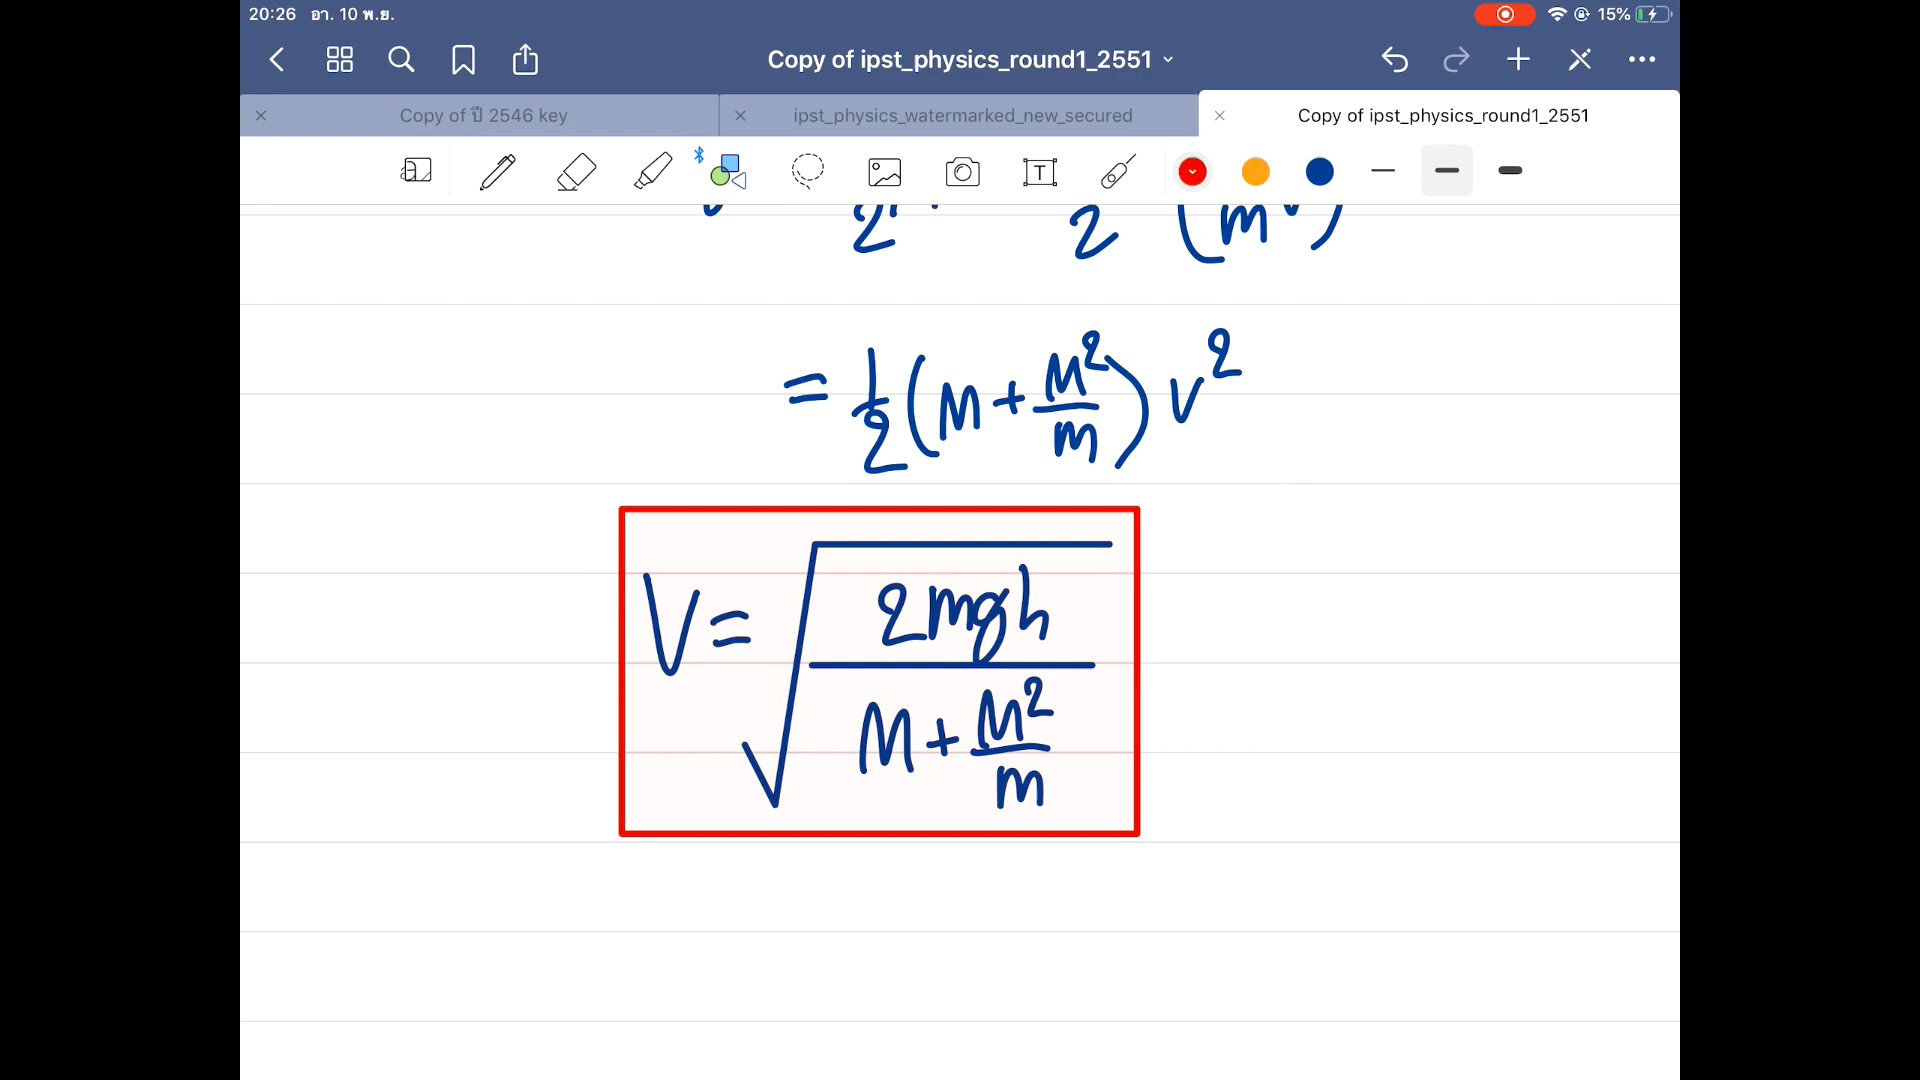 20:26 อา. 10 พ.ย. 15%
Copy of ipst_physics_round1_2551
Copy of ปี 2546 key
ipst_physics_watermarked_new_secured
Copy of ipst_physics_round1_2551
= 1/2 (M + M²/m) v²
V = √(2mgh / (M + M²/m))